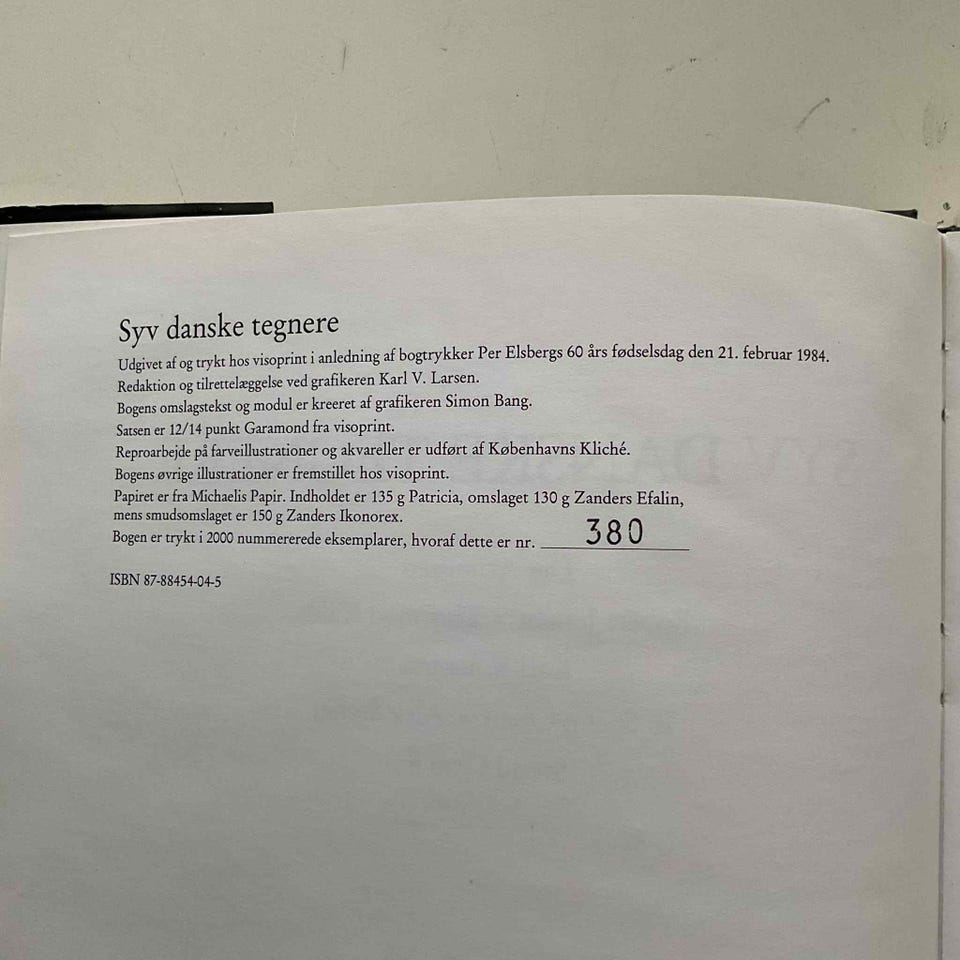 Syv danske tegnere
Udgivet af og trykt hos visoprint i anledning af bogtrykker Per Elsbergs 60 års fødselsdag den 21. februar 1984.
Redaktion og tilrettelæggelse ved grafikeren Karl V. Larsen.
Bogens omslagstekst og modul er kreeret af grafikeren Simon Bang.
Satsen er 12/14 punkt Garamond fra visoprint.
Reproarbejde på farveillustrationer og akvareller er udført af Københavns Kliché.
Bogens øvrige illustrationer er fremstillet hos visoprint.
Papiret er fra Michaelis Papir. Indholdet er 135 g Patricia, omslaget 130 g Zanders Efalin,
mens smudsomslaget er 150 g Zanders Ikonorex.
Bogen er trykt i 2000 nummererede eksemplarer, hvoraf dette er nr. 380
ISBN 87-88454-04-5